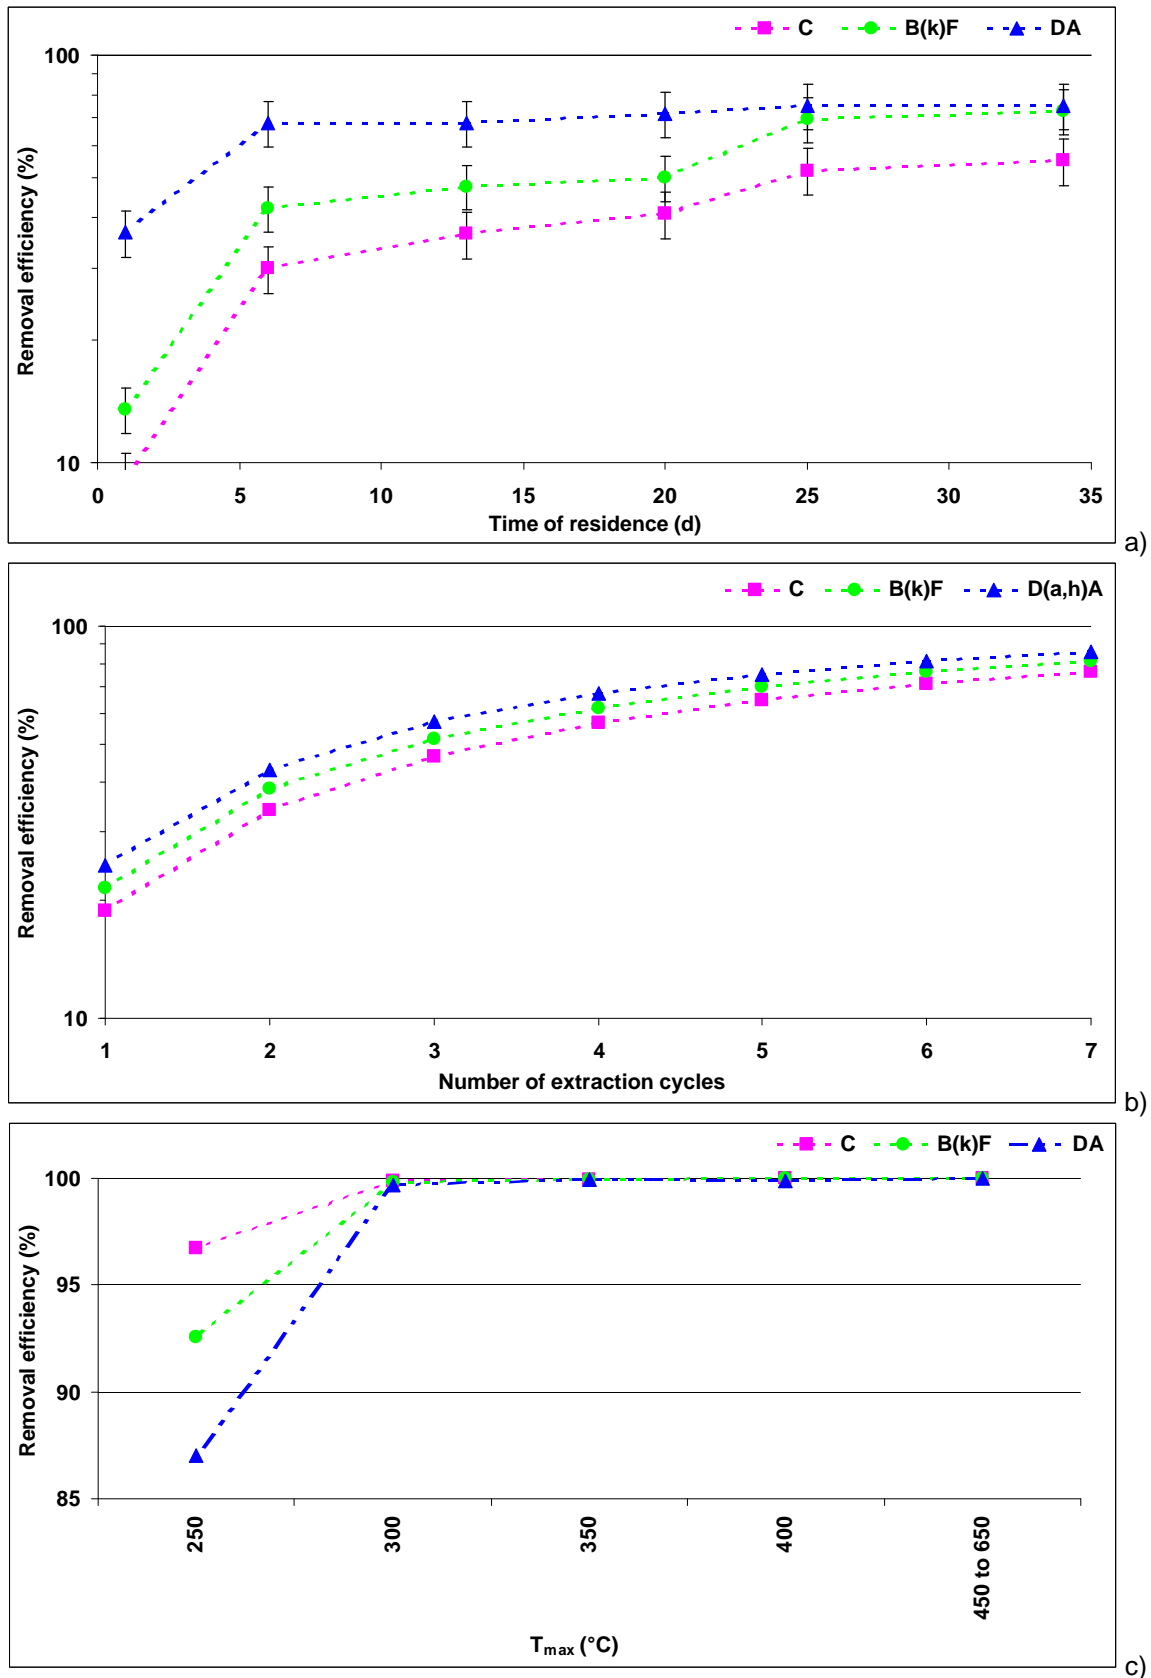 C B(k)F DA
100
10
Removal efficiency (%)
0 5 10 15 20 25 30 35
Time of residence (d)
a)
C B(k)F D(a,h)A
100
10
Removal efficiency (%)
1 2 3 4 5 6 7
Number of extraction cycles
b)
C B(k)F DA
100
95
90
85
Removal efficiency (%)
250 300 350 400 450 to 650
Tmax (°C)
c)